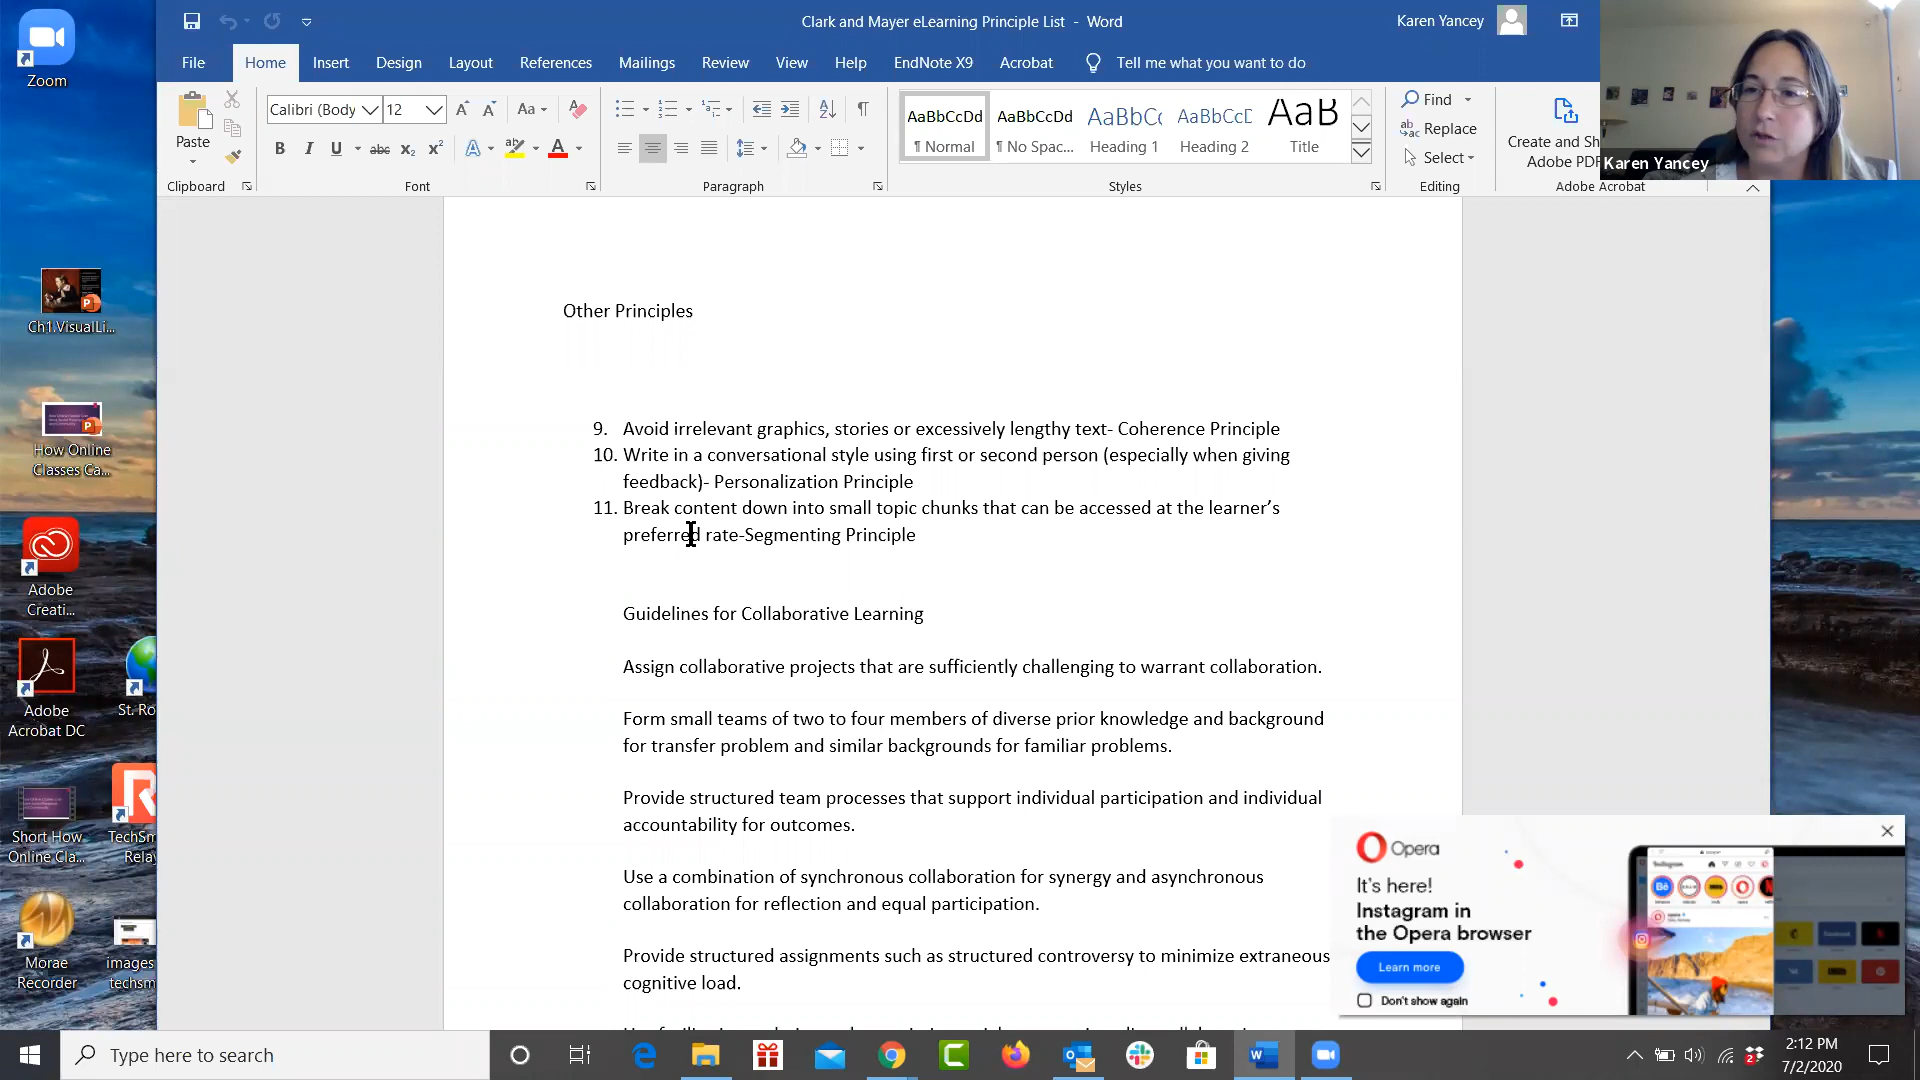 Clark and Mayer eLearning Principle List - Word
Karen Yancey
Zoom
File Home Insert Design Layout References Mailings Review View Help EndNote X9 Acrobat Tell me what you want to do
Calibri (Body 12 Aa
Paste
B I U abc x₂ x² A ab A
AaBbCcDd AaBbCcDd AaBbCc AaBbCcD AaB
¶ Normal ¶ No Spac... Heading 1 Heading 2 Title
Find
Replace
Select
Create and Sh
Adobe PDF
Karen Yancey
Clipboard Font Paragraph Styles Editing Adobe Acrobat
Ch1.VisualLi...
How Online
Classes Ca...
Adobe
Creati...
Adobe
Acrobat DC
St. Ro
Short How
Online Cla...
TechSm
Relay
Morae
Recorder
images
techsm
Other Principles
9. Avoid irrelevant graphics, stories or excessively lengthy text- Coherence Principle
10. Write in a conversational style using first or second person (especially when giving
feedback)- Personalization Principle
11. Break content down into small topic chunks that can be accessed at the learner’s
preferred rate-Segmenting Principle
Guidelines for Collaborative Learning
Assign collaborative projects that are sufficiently challenging to warrant collaboration.
Form small teams of two to four members of diverse prior knowledge and background
for transfer problem and similar backgrounds for familiar problems.
Provide structured team processes that support individual participation and individual
accountability for outcomes.
Use a combination of synchronous collaboration for synergy and asynchronous
collaboration for reflection and equal participation.
Provide structured assignments such as structured controversy to minimize extraneous
cognitive load.
Opera
It’s here!
Instagram in
the Opera browser
Learn more
Don't show again
Instagram
Type here to search
2:12 PM
7/2/2020